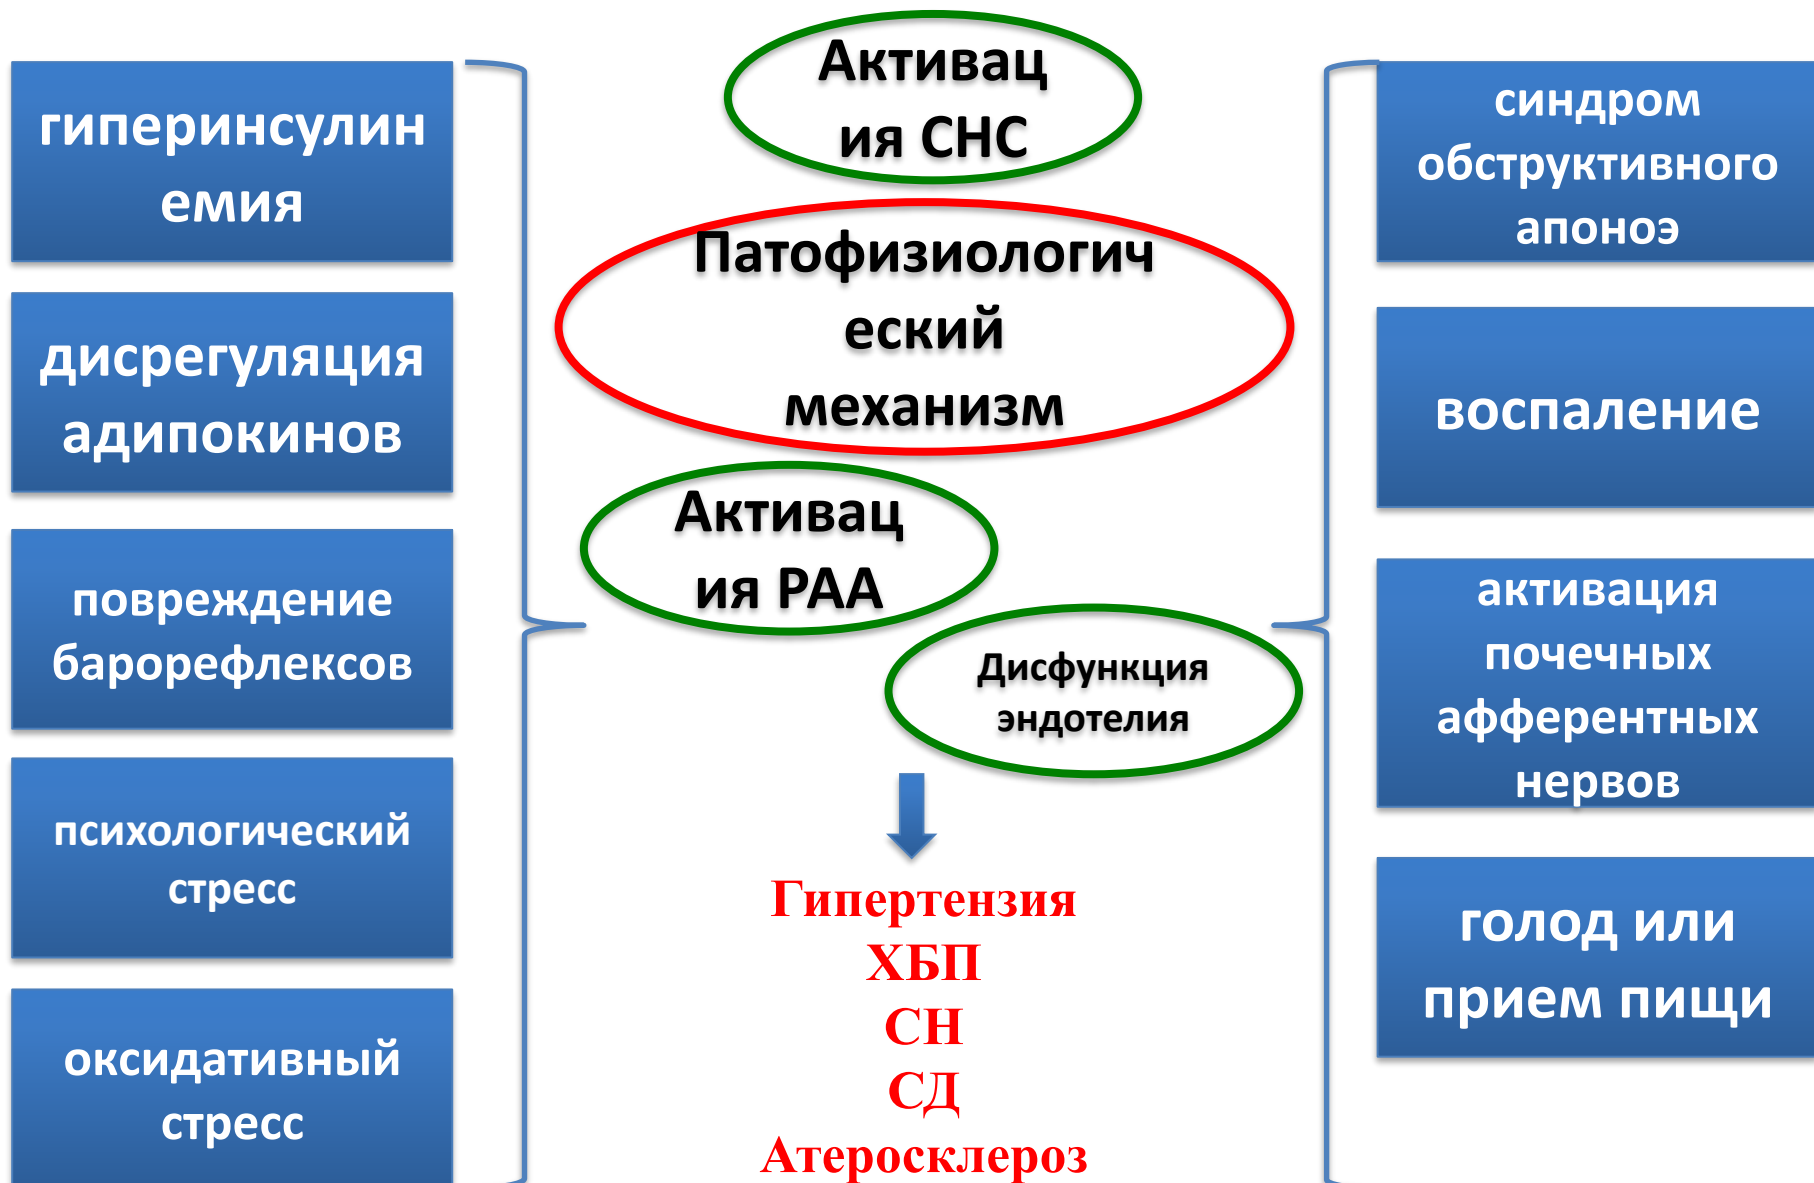 гиперинсулин
емия
дисрегуляция
адипокинов
повреждение
барорефлексов
психологический
стресс
оксидативный
стресс
Активац
ия СНС
Патофизиологич
еский
механизм
Активац
ия РАА
Дисфункция
эндотелия
Гипертензия
ХБП
СН
СД
Атеросклероз
синдром
обструктивного
апоноэ
воспаление
активация
почечных
афферентных
нервов
голод или
прием пищи